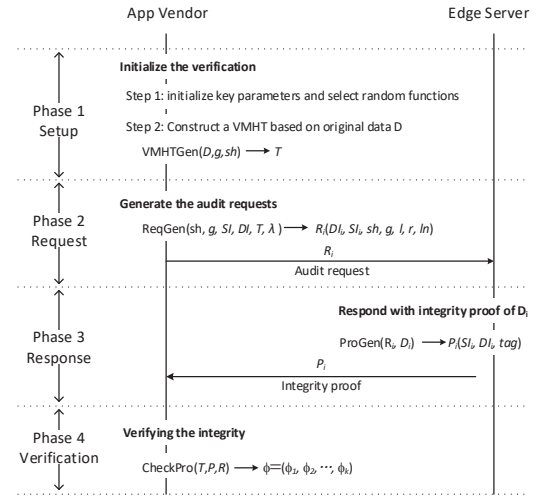 App Vendor
Edge Server
Phase 1
Setup
Initialize the verification
Step 1: initialize key parameters and select random functions
Step 2: Construct a VMHT based on original data D
VMHTGen(D,g,sh) → T
Phase 2
Request
Generate the audit requests
ReqGen(sh, g, SI, DI, T, λ ) → Rᵢ(DIᵢ, SIᵢ, sh, g, l, r, ln)
Rᵢ
Audit request
Phase 3
Response
Respond with integrity proof of Dᵢ
ProGen(Rᵢ, Dᵢ) → Pᵢ(SIᵢ, DIᵢ, tag)
Pᵢ
Integrity proof
Phase 4
Verification
Verifying the integrity
CheckPro(T,P,R) → ϕ=(ϕ₁, ϕ₂, ⋯, ϕₖ)